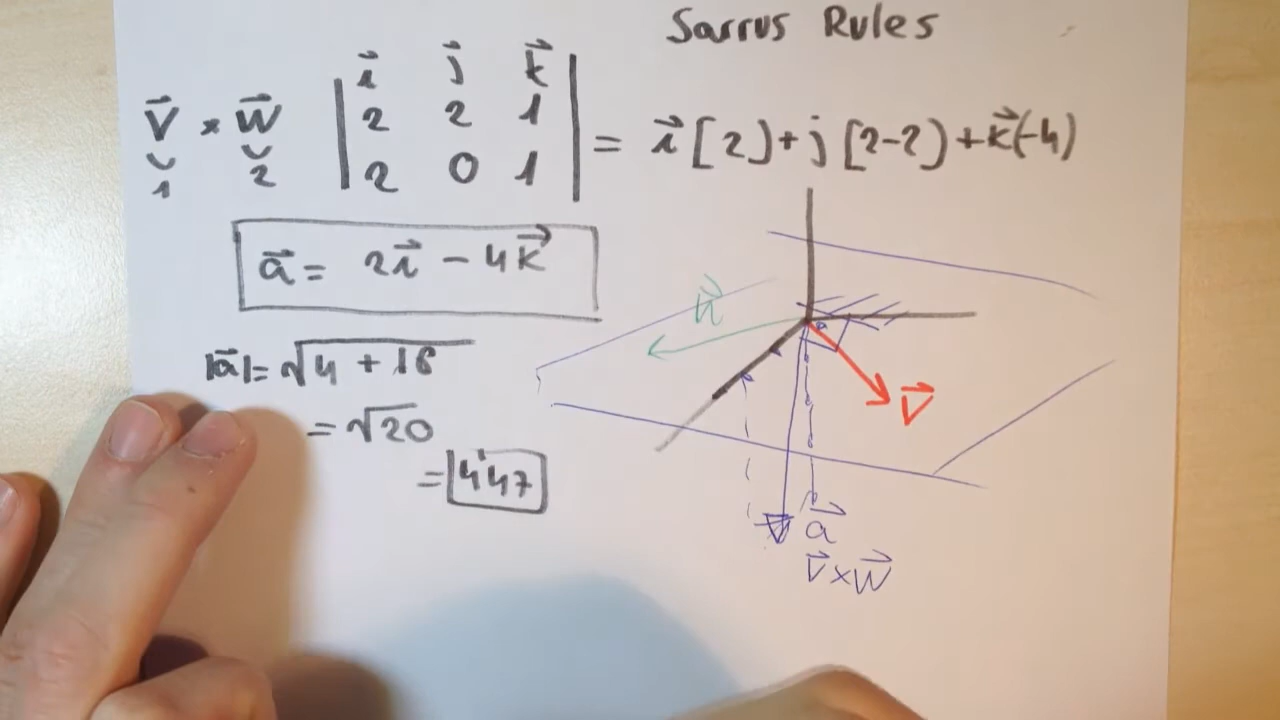 Sarrus Rules
i⃗ j⃗ k⃗
v⃗ × w⃗ | 2 2 1 | = i⃗ [2)+ j [2-2) + k⃗(-4)
1 2 2 0 1
a⃗ = 2i⃗ - 4k⃗
|a⃗| = √4 + 16
= √20
= 4'47
n⃗
v⃗
a⃗
v⃗×w⃗